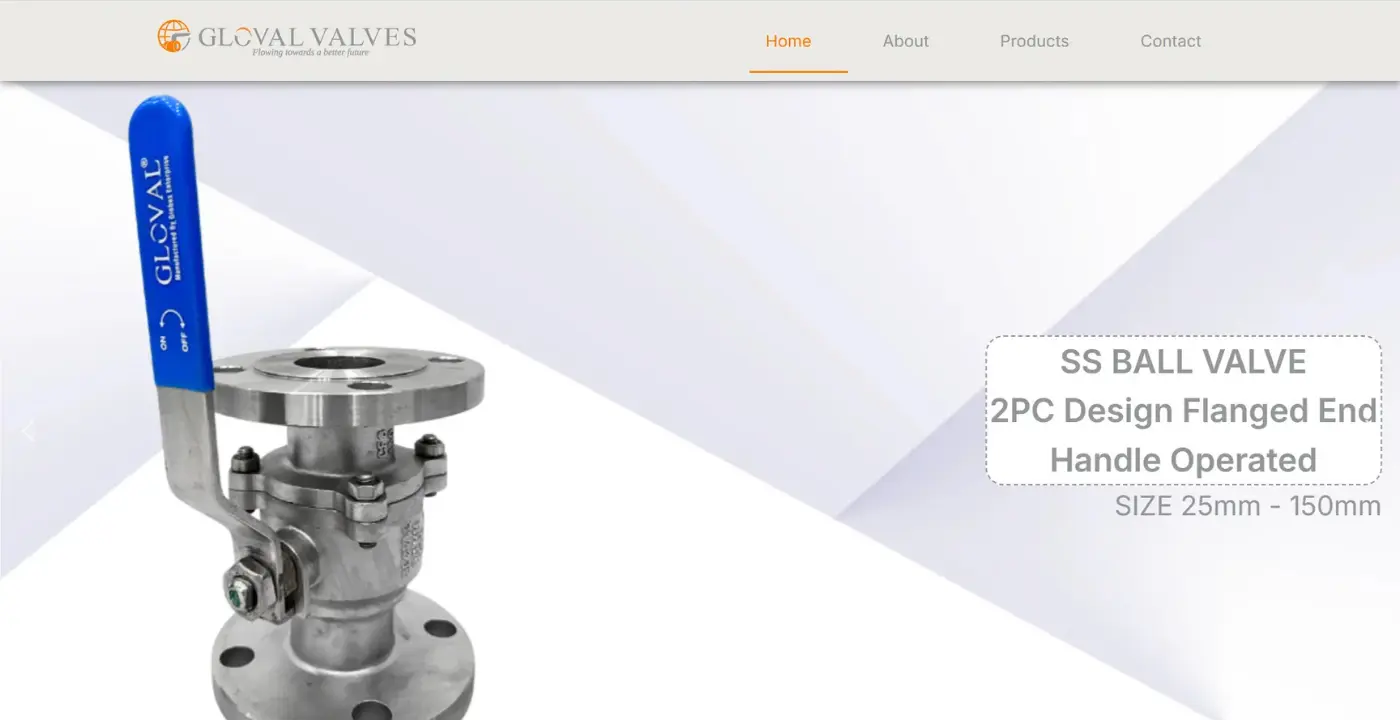 GLOVAL VALVES
Flowing towards a better future
Home
About
Products
Contact
GLOVAL®
Manufactured By Globex Enterprise
ON
OFF
SS BALL VALVE
2PC Design Flanged End
Handle Operated
SIZE 25mm - 150mm